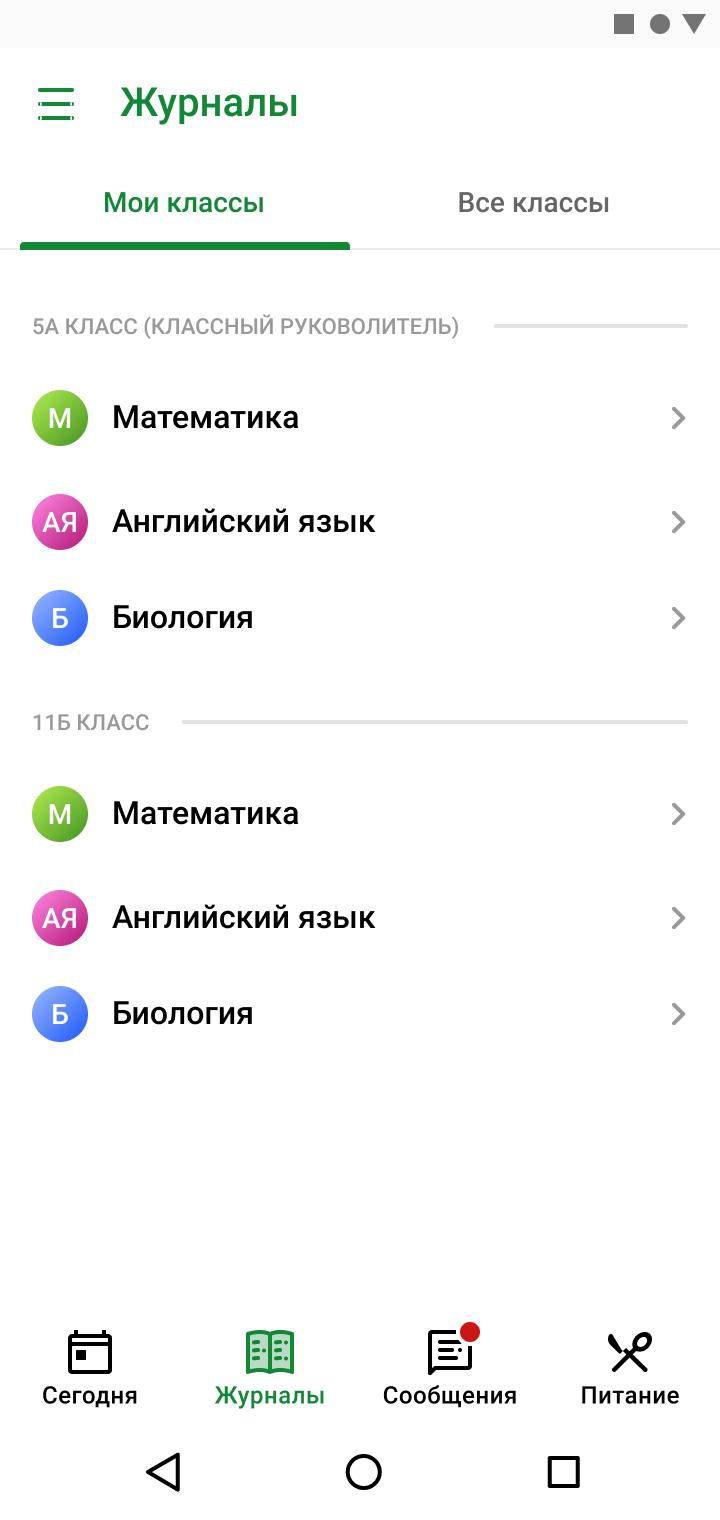 Журналы
Мои классы
Все классы
5А КЛАСС (КЛАССНЫЙ РУКОВОЛИТЕЛЬ)
М Математика
АЯ Английский язык
Б Биология
11Б КЛАСС
М Математика
АЯ Английский язык
Б Биология
Сегодня
Журналы
Сообщения
Питание